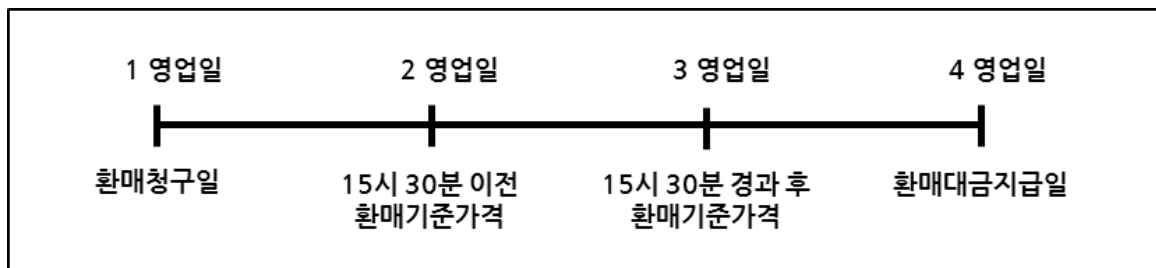 1 영업일
2 영업일
3 영업일
4 영업일
환매청구일
15시 30분 이전
환매기준가격
15시 30분 경과 후
환매기준가격
환매대금지급일